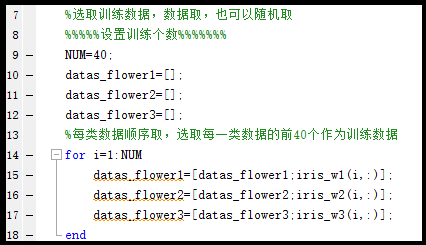 7 %选取训练数据，数据取，也可以随机取
8 %%%%%设置训练个数%%%%%%%
9 — NUM=40;
10 — datas_flower1=[];
11 — datas_flower2=[];
12 — datas_flower3=[];
13 %每类数据顺序取，选取每一类数据的前40个作为训练数据
14 — for i=1:NUM
15 — datas_flower1=[datas_flower1;iris_w1(i,:)];
16 — datas_flower2=[datas_flower2;iris_w2(i,:)];
17 — datas_flower3=[datas_flower3;iris_w3(i,:)];
18 — end